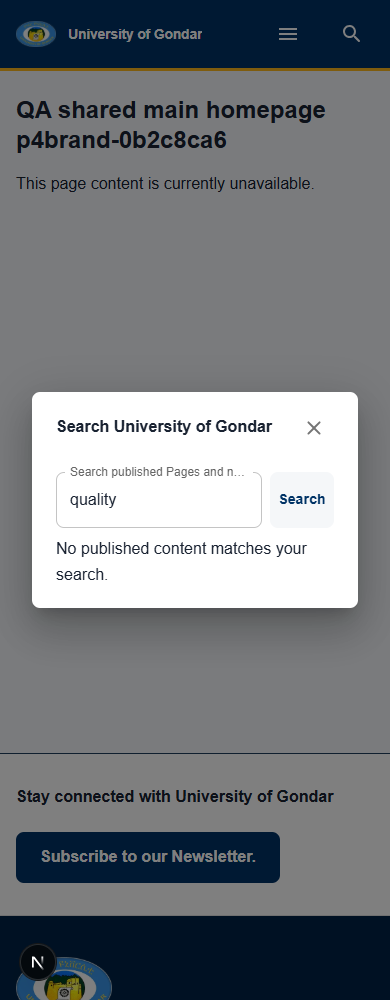 University of Gondar
QA shared main homepage
p4brand-0b2c8ca6
This page content is currently unavailable.
Search University of Gondar
Search published Pages and n...
quality
Search
No published content matches your
search.
Stay connected with University of Gondar
Subscribe to our Newsletter.
N